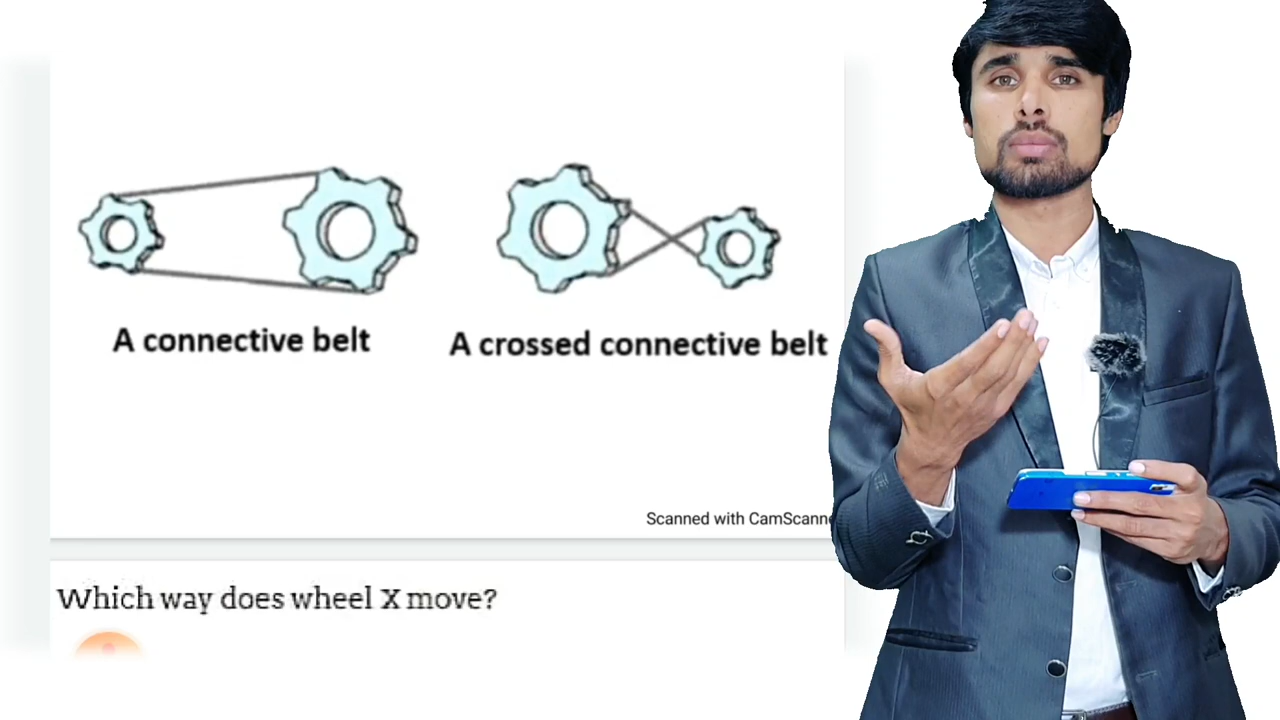 A connective belt
A crossed connective belt
Scanned with CamScanne
Which way does wheel X move?